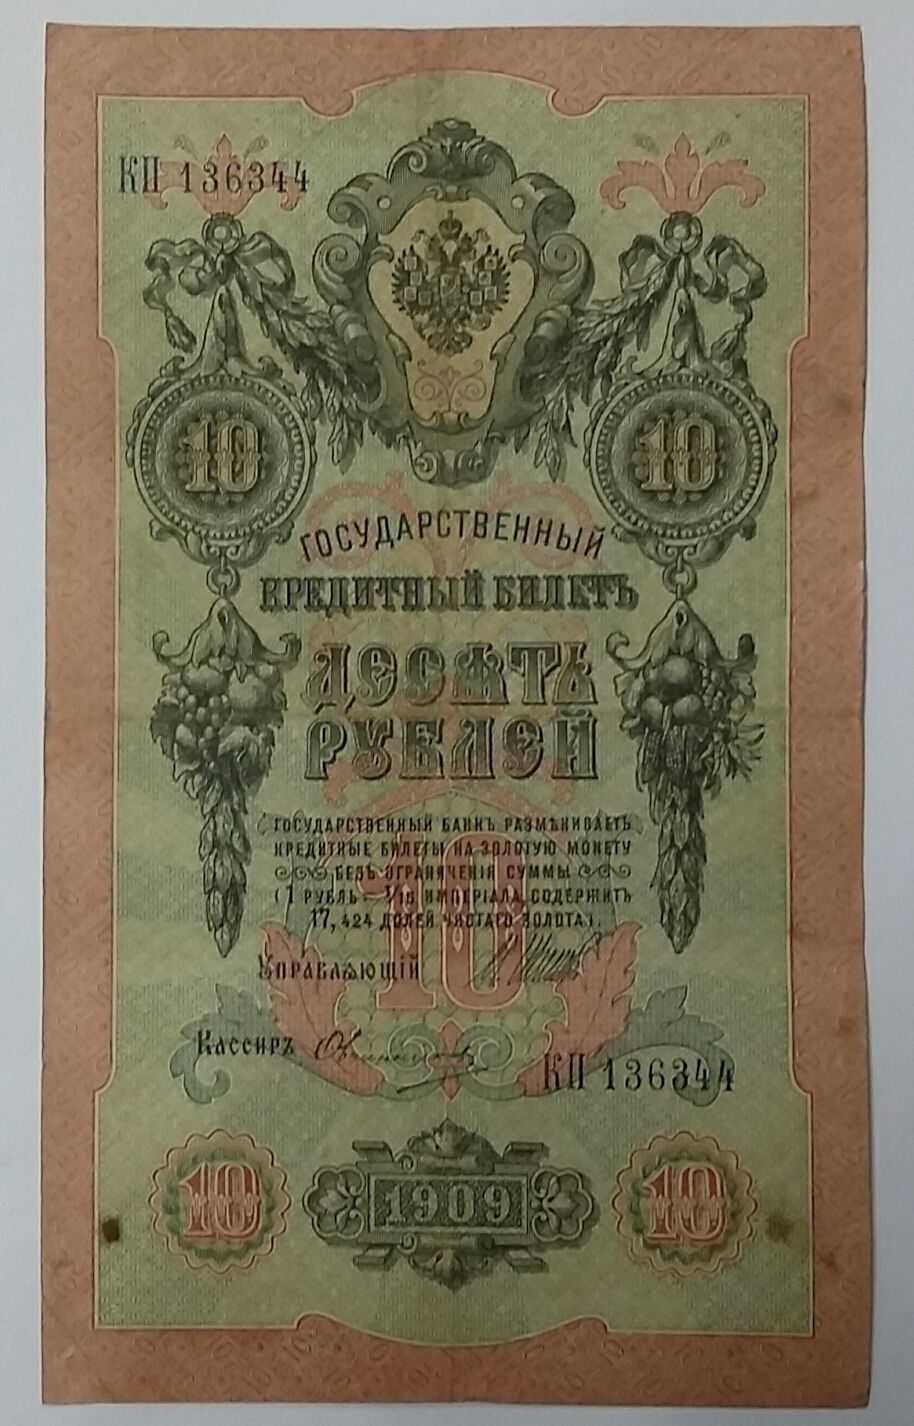 КП 136344
10 10
ГОСУДАРСТВЕННЫЙ
КРЕДИТНЫЙ БИЛЕТЪ
ДЕСЯТЬ
РУБЛЕЙ
ГОСУДАРСТВЕННЫЙ БАНКЪ РАЗМѢНИВАЕТЪ
КРЕДИТНЫЕ БИЛЕТЫ НА ЗОЛОТУЮ МОНЕТУ
БЕЗЪ ОГРАНИЧЕНІЯ СУММЫ
(1 РУБЛЬ = 1/15 ИМПЕРІАЛА, СОДЕРЖИТЪ
17,424 ДОЛЕЙ ЧИСТАГО ЗОЛОТА).
10
УПРАВЛЯЮЩІЙ
КАССИРЪ
КП 136344
10 1909 10